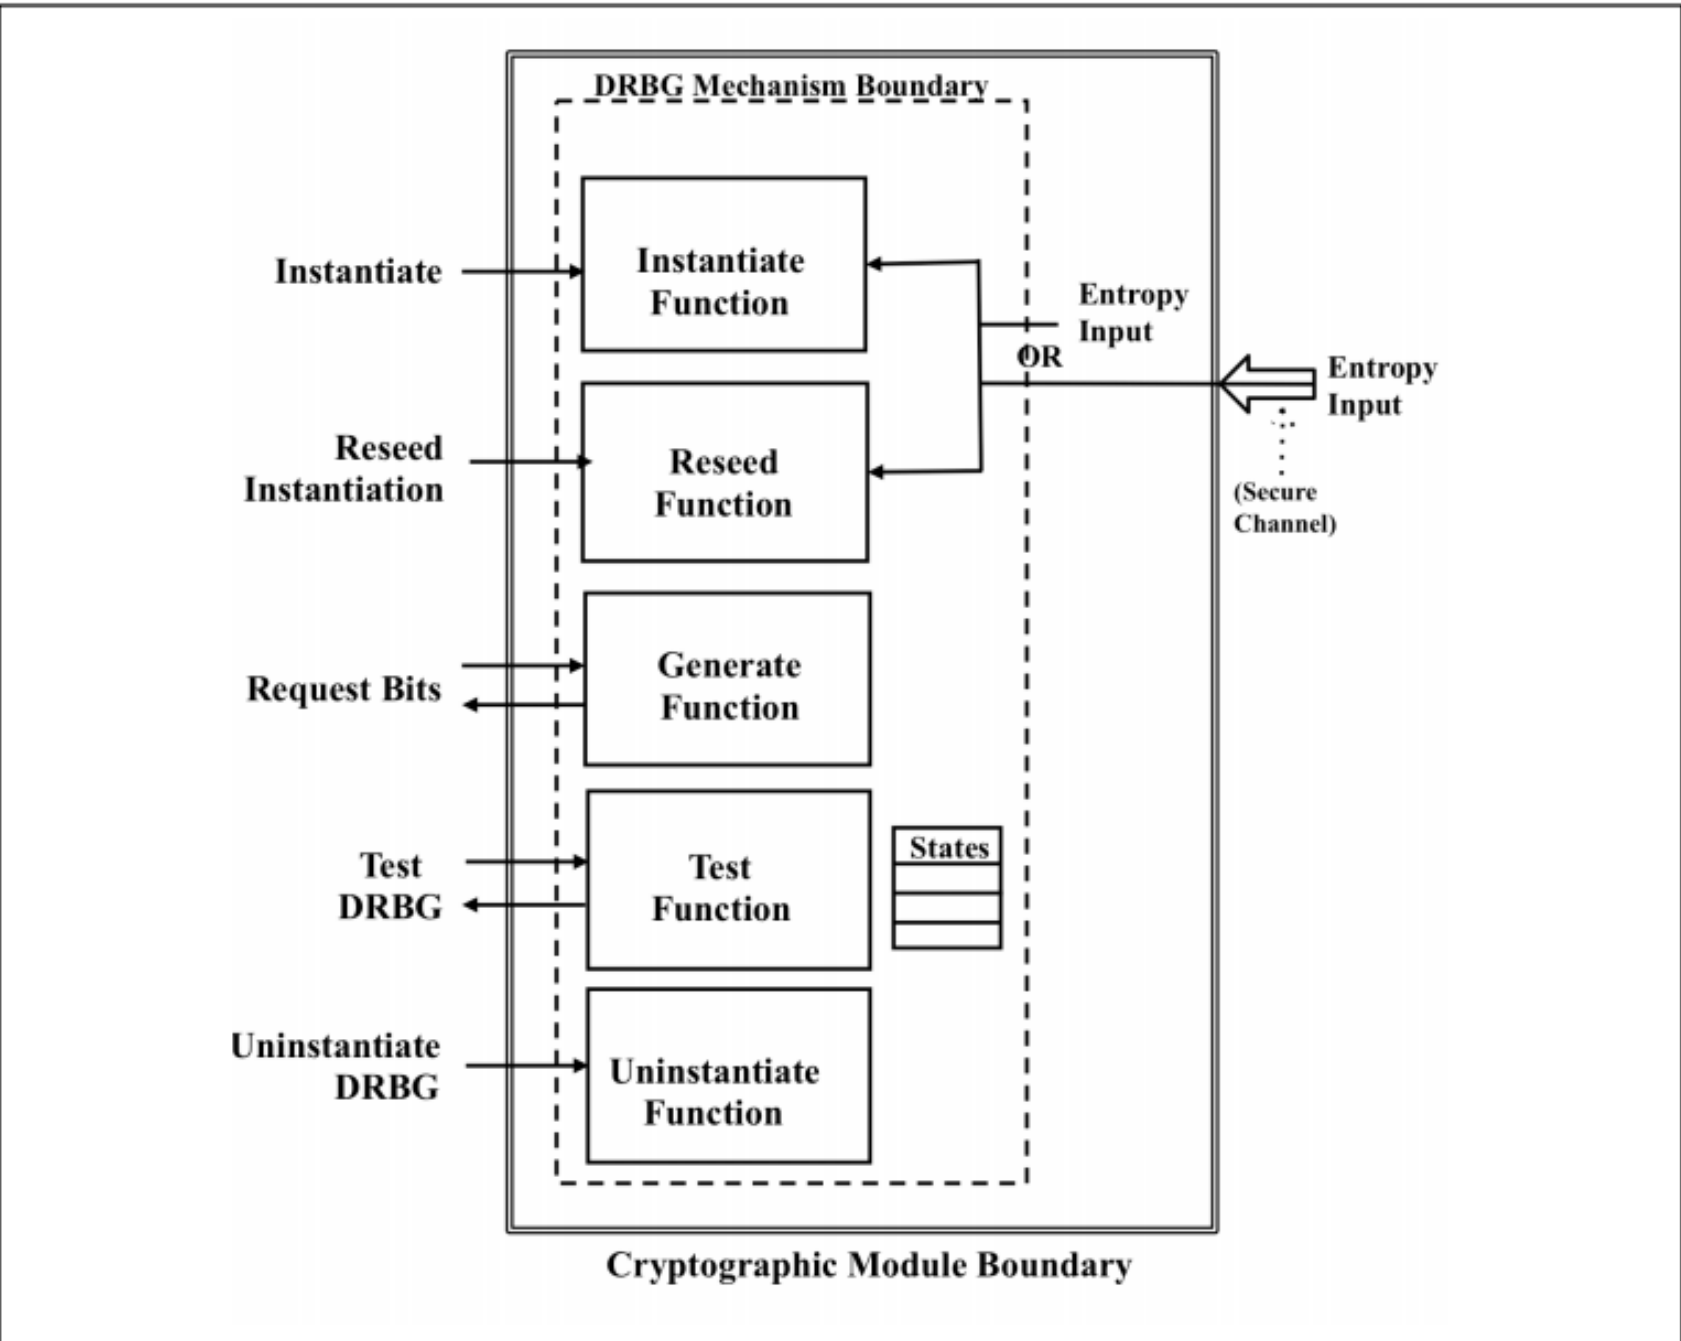 DRBG Mechanism Boundary
Instantiate
Instantiate
Function
Entropy
Input
OR
Entropy
Input
(Secure
Channel)
Reseed
Instantiation
Reseed
Function
Request Bits
Generate
Function
Test
DRBG
Test
Function
States
Uninstantiate
DRBG
Uninstantiate
Function
Cryptographic Module Boundary